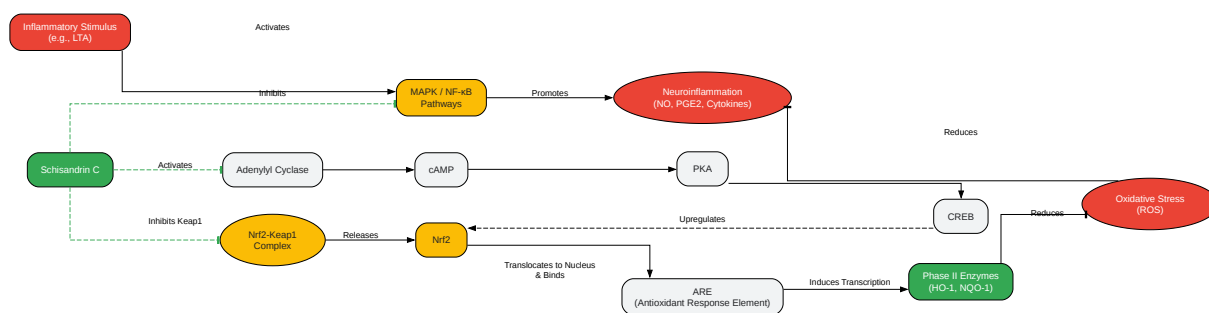 Inflammatory Stimulus
(e.g., LTA)
Activates
Inhibits
MAPK / NF-κB
Pathways
Promotes
Neuroinflammation
(NO, PGE2, Cytokines)
Reduces
Schisandrin C
Activates
Adenylyl Cyclase
cAMP
PKA
CREB
Oxidative Stress
(ROS)
Reduces
Inhibits Keap1
Nrf2-Keap1
Complex
Releases
Nrf2
Upregulates
Translocates to Nucleus
& Binds
ARE
(Antioxidant Response Element)
Induces Transcription
Phase II Enzymes
(HO-1, NQO-1)